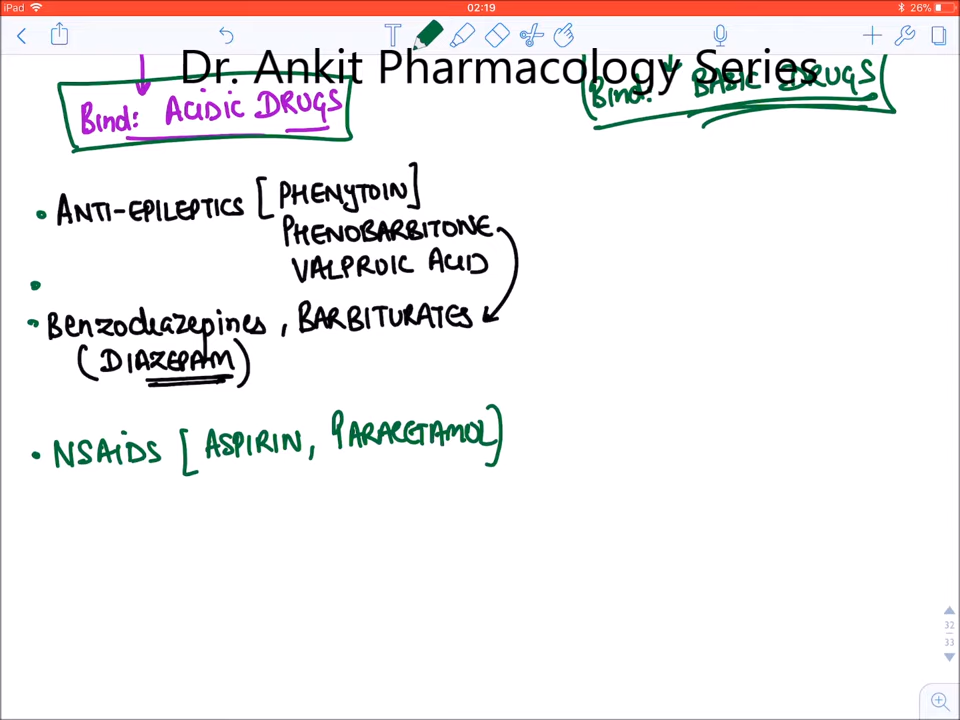 iPad
02:19
26%
T
Dr. Ankit Pharmacology Series
Bind: ACIDIC DRUGS
Bind: BASIC DRUGS
• ANTI-EPILEPTICS [PHENYTOIN]
PHENOBARBITONE
VALPROIC ACID
•
• Benzodiazepines, BARBITURATES
(DIAZEPAM)
• NSAIDS [ASPIRIN, PARACETAMOL]
32
33